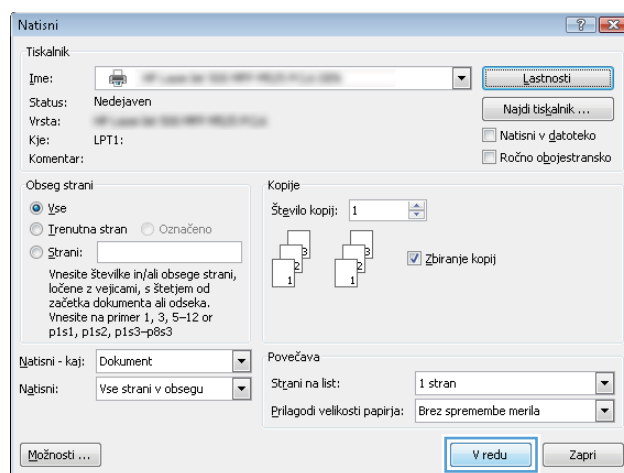 Natisni
Tiskalnik
Ime:
Lastnosti
Status: Nedejaven
Najdi tiskalnik ...
Vrsta:
Natisni v datoteko
Kje: LPT1:
Ročno obojestransko
Komentar:
Obseg strani
Vse
Trenutna stran Označeno
Strani:
Vnesite številke in/ali obsege strani,
ločene z vejicami, s štetjem od
začetka dokumenta ali odseka.
Vnesite na primer 1, 3, 5–12 or
p1s1, p1s2, p1s3–p8s3
Kopije
Število kopij: 1
3 3
2 2
1 1
Zbiranje kopij
Natisni - kaj: Dokument
Natisni: Vse strani v obsegu
Povečava
Strani na list: 1 stran
Prilagodi velikosti papirja: Brez spremembe merila
Možnosti ...
V redu
Zapri